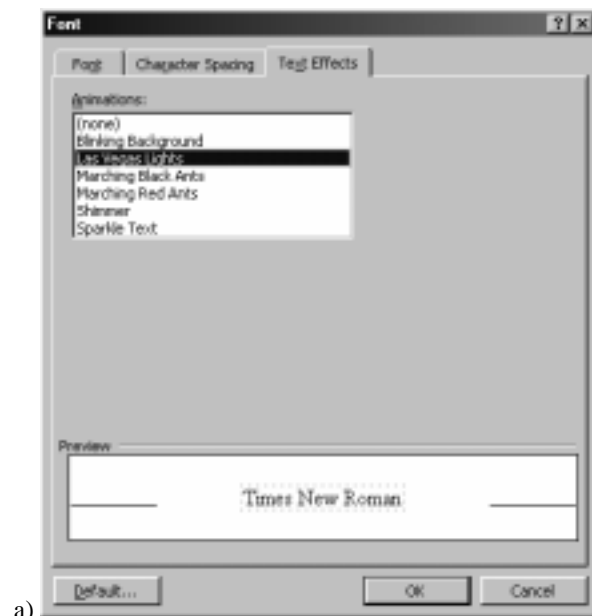 Font
Font Character Spacing Text Effects
Animations:
(none)
Blinking Background
Las Vegas Lights
Marching Black Ants
Marching Red Ants
Shimmer
Sparkle Text
Preview
Times New Roman
Default... OK Cancel
a)